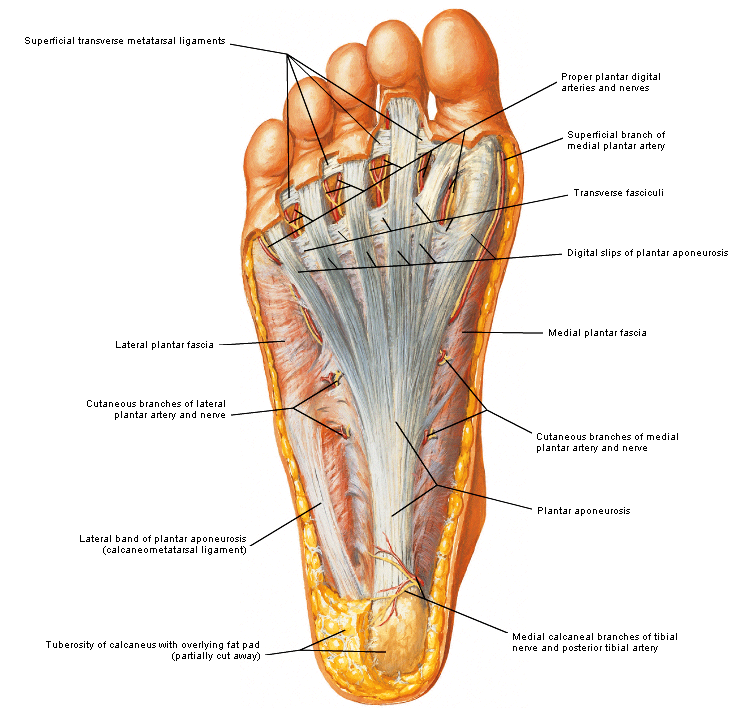 Superficial transverse metatarsal ligaments
Proper plantar digital
arteries and nerves
Superficial branch of
medial plantar artery
Transverse fasciculi
Digital slips of plantar aponeurosis
Medial plantar fascia
Lateral plantar fascia
Cutaneous branches of lateral
plantar artery and nerve
Cutaneous branches of medial
plantar artery and nerve
Plantar aponeurosis
Lateral band of plantar aponeurosis
(calcaneometatarsal ligament)
Medial calcaneal branches of tibial
nerve and posterior tibial artery
Tuberosity of calcaneus with overlying fat pad
(partially cut away)